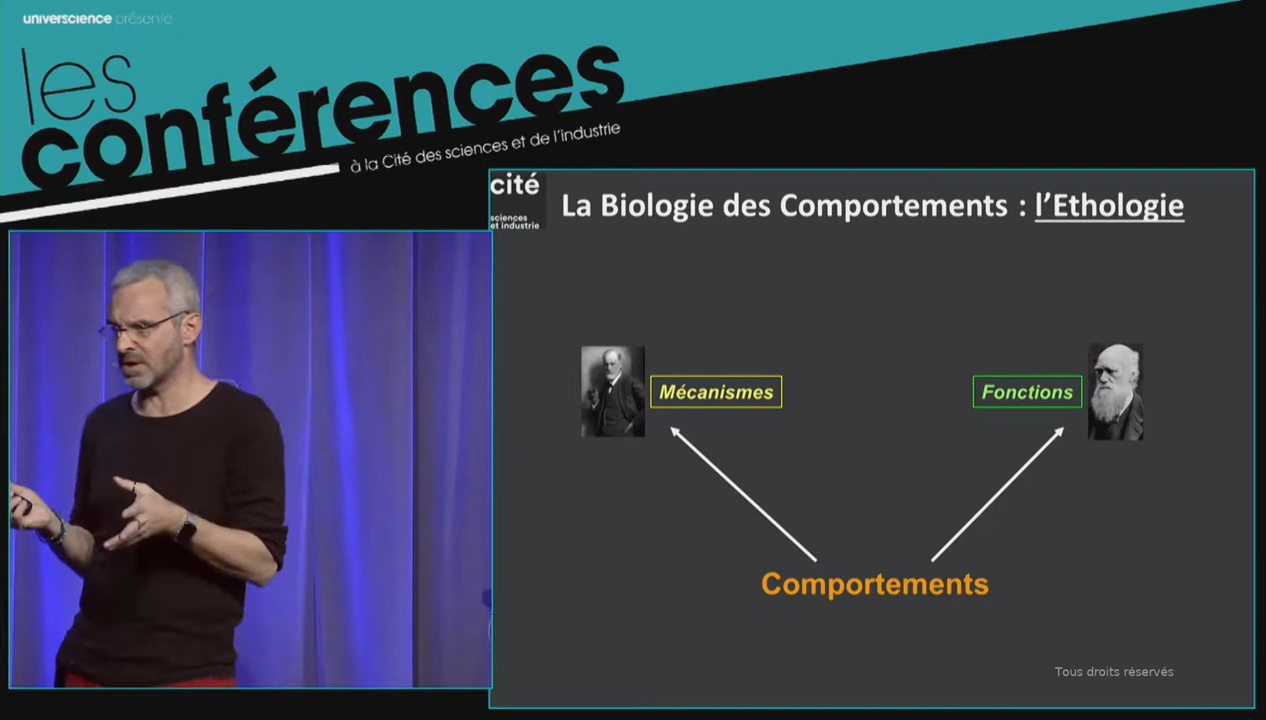 universcience présente
les
conférences
à la Cité des sciences et de l'industrie
cité
sciences
et industrie
La Biologie des Comportements : l'Ethologie
Mécanismes
Fonctions
Comportements
Tous droits réservés